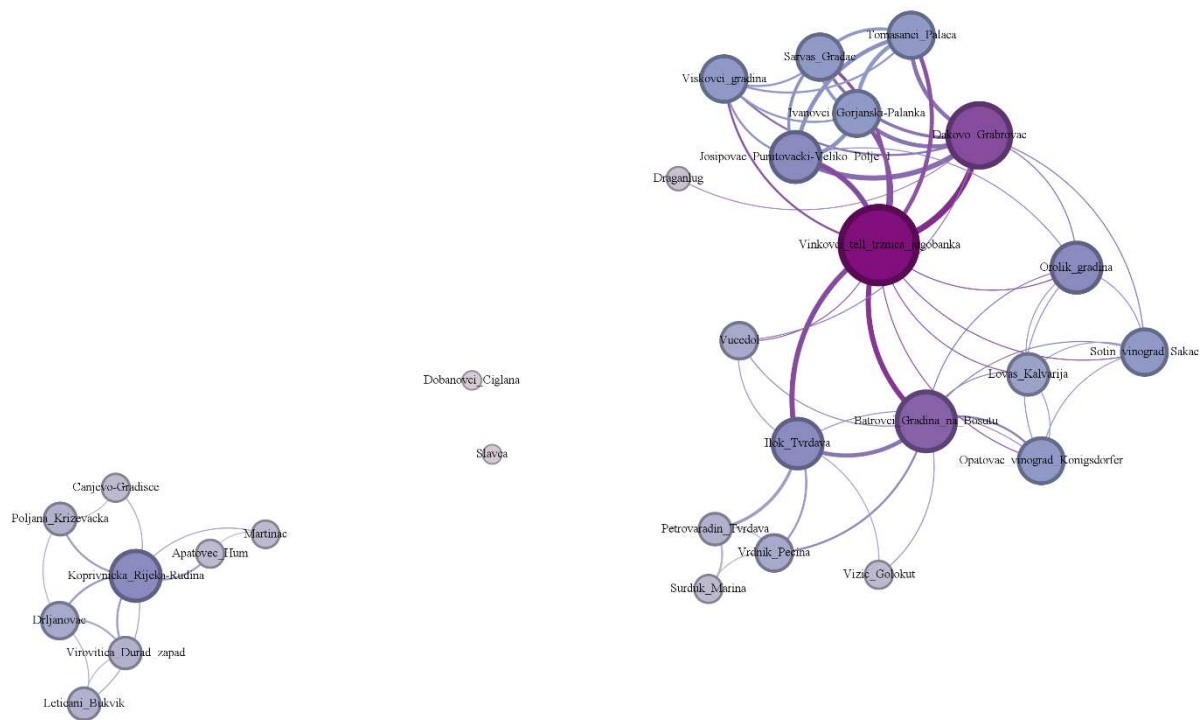 Tomasanci_Palaca
Sarvas_Gradac
Viskovci_gradina
Ivanovci_Gorjanski-Palanka
Dakovo_Grabrovac
Josipovac_Punitovacki-Veliko_Polje_I
Draganlug
Vinkovci_tell_trznica_jugobanka
Orolik_gradina
Vucedol
Sotin_vinograd_Sakac
Lovas_Kalvarija
Dobanovci_Ciglana
Batrovci_Gradina_na_Bosutu
Ilok_Tvrdava
Slavca
Opatovac_vinograd_Konigsdorfer
Canjevo-Gradisce
Poljana_Krizevacka
Petrovaradin_Tvrdava
Martinac
Apatovec_Hum
Vrdnik_Pecina
Koprivnicka_Rijeka-Rudina
Vizic_Golokut
Surduk_Marina
Drljanovac
Virovitica_Durad_zapad
Leticani_Bukvik